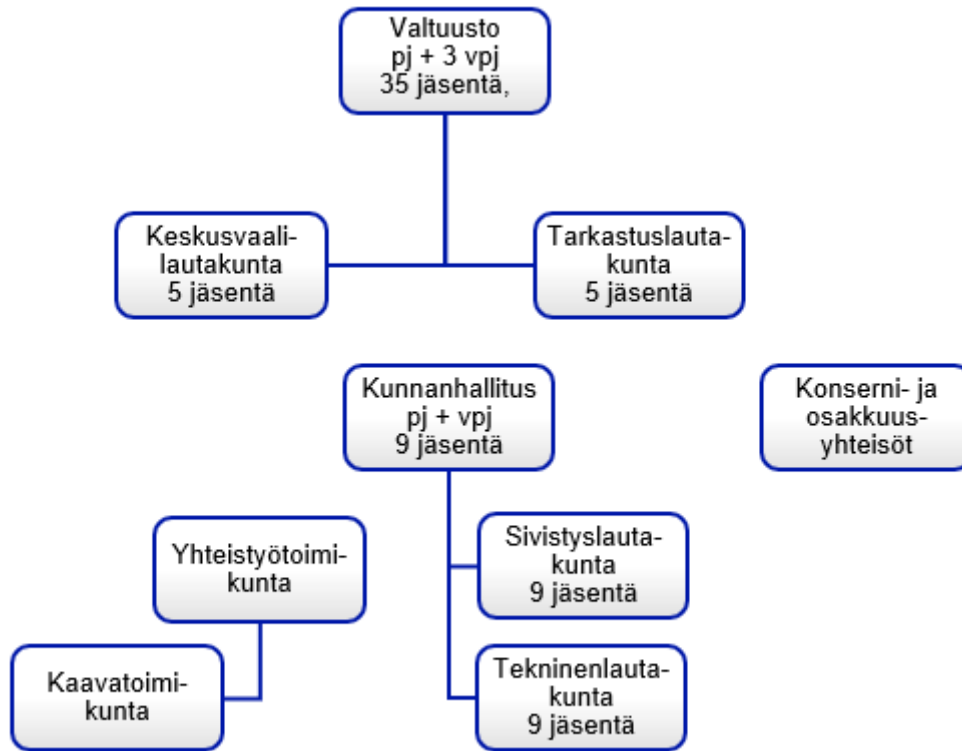 Valtuusto
pj + 3 vpj
35 jäsentä,
Keskusvaali-
lautakunta
5 jäsentä
Tarkastuslauta-
kunta
5 jäsentä
Kunnanhallitus
pj + vpj
9 jäsentä
Konserni- ja
osakkuus-
yhteisöt
Yhteistyötoimi-
kunta
Sivistyslauta-
kunta
9 jäsentä
Kaavatoimi-
kunta
Tekninenlauta-
kunta
9 jäsentä